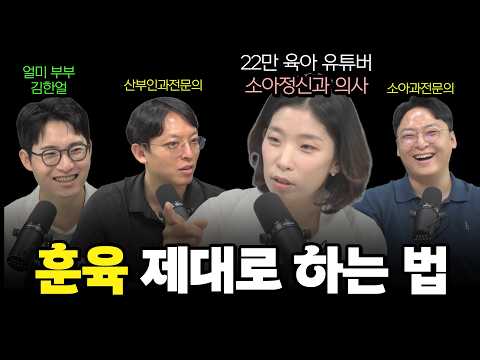 얼미 부부
김한얼
산부인과전문의
22만 육아 유튜버
소아정신과 의사
소아과전문의
훈육 제대로 하는 법